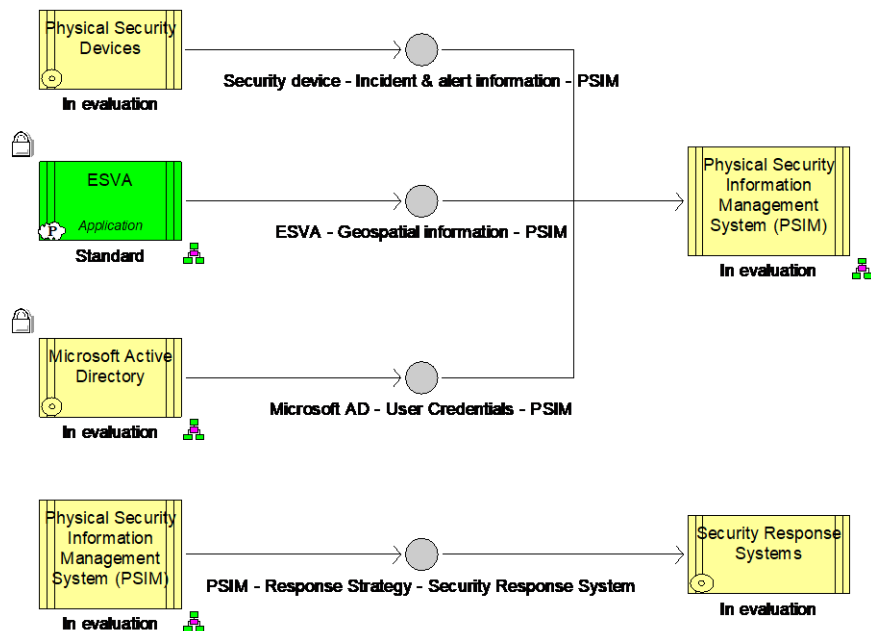 Physical Security
Devices
In evaluation
Security device - Incident & alert information - PSIM
ESVA
Application
P
Standard
ESVA - Geospatial information - PSIM
Physical Security
Information
Management
System (PSIM)
In evaluation
Microsoft Active
Directory
In evaluation
Microsoft AD - User Credentials - PSIM
Physical Security
Information
Management
System (PSIM)
In evaluation
PSIM - Response Strategy - Security Response System
Security Response
Systems
In evaluation